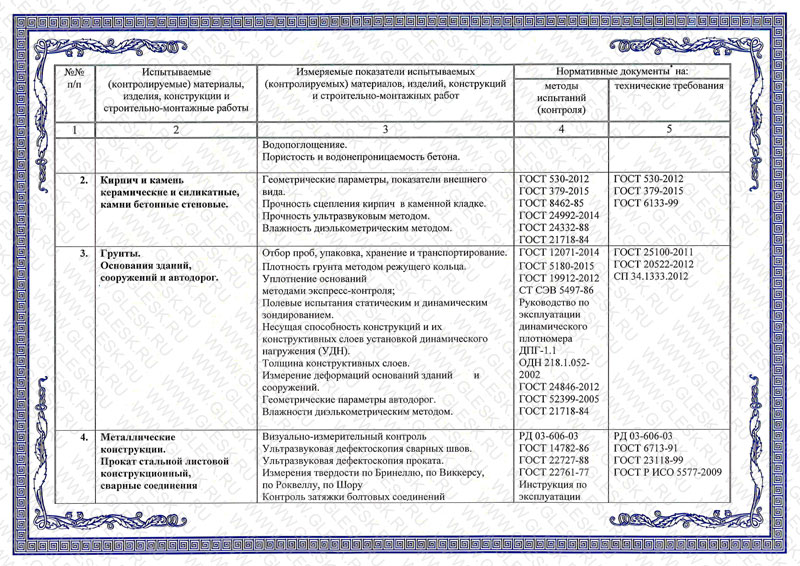 №№
п/п
Испытываемые
(контролируемые) материалы,
изделия, конструкции и
строительно-монтажные работы
Измеряемые показатели испытываемых
(контролируемых) материалов, изделий, конструкций
и строительно-монтажных работ
Нормативные документы* на:
методы
испытаний
(контроля)
технические требования
1
2
3
4
5
Водопоглощенияе.
Пористость и водонепроницаемость бетона.
2.
Кирпич и камень
керамические и силикатные,
камни бетонные стеновые.
Геометрические параметры, показатели внешнего
вида.
Прочность сцепления кирпич в каменной кладке.
Прочность ультразвуковым методом.
Влажность диэлькометрическим методом.
ГОСТ 530-2012
ГОСТ 379-2015
ГОСТ 8462-85
ГОСТ 24992-2014
ГОСТ 24332-88
ГОСТ 21718-84
ГОСТ 530-2012
ГОСТ 379-2015
ГОСТ 6133-99
3.
Грунты.
Основания зданий,
сооружений и автодорог.
Отбор проб, упаковка, хранение и транспортирование.
Плотность грунта методом режущего кольца.
Уплотнение оснований
методами экспресс-контроля;
Полевые испытания статическим и динамическим
зондированием.
Несущая способность конструкций и их
конструктивных слоев установкой динамического
нагружения (УДН).
Толщина конструктивных слоев.
Измерение деформаций оснований зданий и
сооружений.
Геометрические параметры автодорог.
Влажности диэлькометрическим методом.
ГОСТ 12071-2014
ГОСТ 5180-2015
ГОСТ 19912-2012
СТ СЭВ 5497-86
Руководство по
эксплуатации
динамического
плотномера
ДПГ-1.1
ОДН 218.1.052-
2002
ГОСТ 24846-2012
ГОСТ 52399-2005
ГОСТ 21718-84
ГОСТ 25100-2011
ГОСТ 20522-2012
СП 34.1333.2012
4.
Металлические
конструкции.
Прокат стальной листовой
конструкционный,
сварные соединения
Визуально-измерительный контроль
Ультразвуковая дефектоскопия сварных швов.
Ультразвуковая дефектоскопия проката.
Измерения твердости по Бринеллю, по Виккерсу,
по Роквеллу, по Шору
Контроль затяжки болтовых соединений
РД 03-606-03
ГОСТ 14782-86
ГОСТ 22727-88
ГОСТ 22761-77
Инструкция по
эксплуатации
РД 03-606-03
ГОСТ 6713-91
ГОСТ 23118-99
ГОСТ Р ИСО 5577-2009